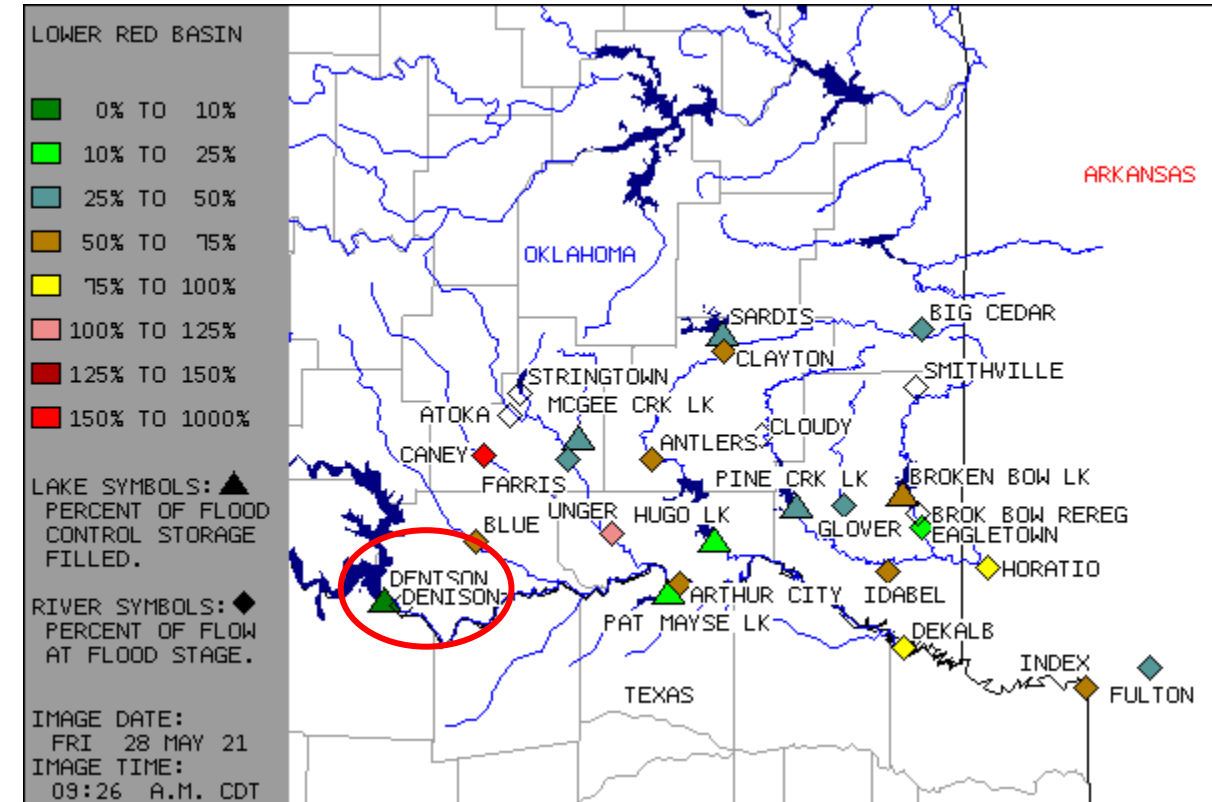 LOWER RED BASIN
0% TO 10%
10% TO 25%
25% TO 50%
50% TO 75%
75% TO 100%
100% TO 125%
125% TO 150%
150% TO 1000%
LAKE SYMBOLS:
PERCENT OF FLOOD
CONTROL STORAGE
FILLED.
RIVER SYMBOLS:
PERCENT OF FLOW
AT FLOOD STAGE.
IMAGE DATE:
FRI 28 MAY 21
IMAGE TIME:
09:26 A.M. CDT
ARKANSAS
OKLAHOMA
SARDIS
BIG CEDAR
CLAYTON
SMITHVILLE
STRINGTOWN
MCGEE CRK LK
ATOKA
CLOUDY
ANTLERS
CANEY
PINE CRK LK
BROKEN BOW LK
FARRIS
UNGER
HUGO LK
BROK BOW REREG
BLUE
GLOVER
EAGLETOWN
HORATIO
DENISON
DENISON
ARTHUR CITY
IDABEL
PAT MAYSE LK
DEKALB
INDEX
TEXAS
FULTON